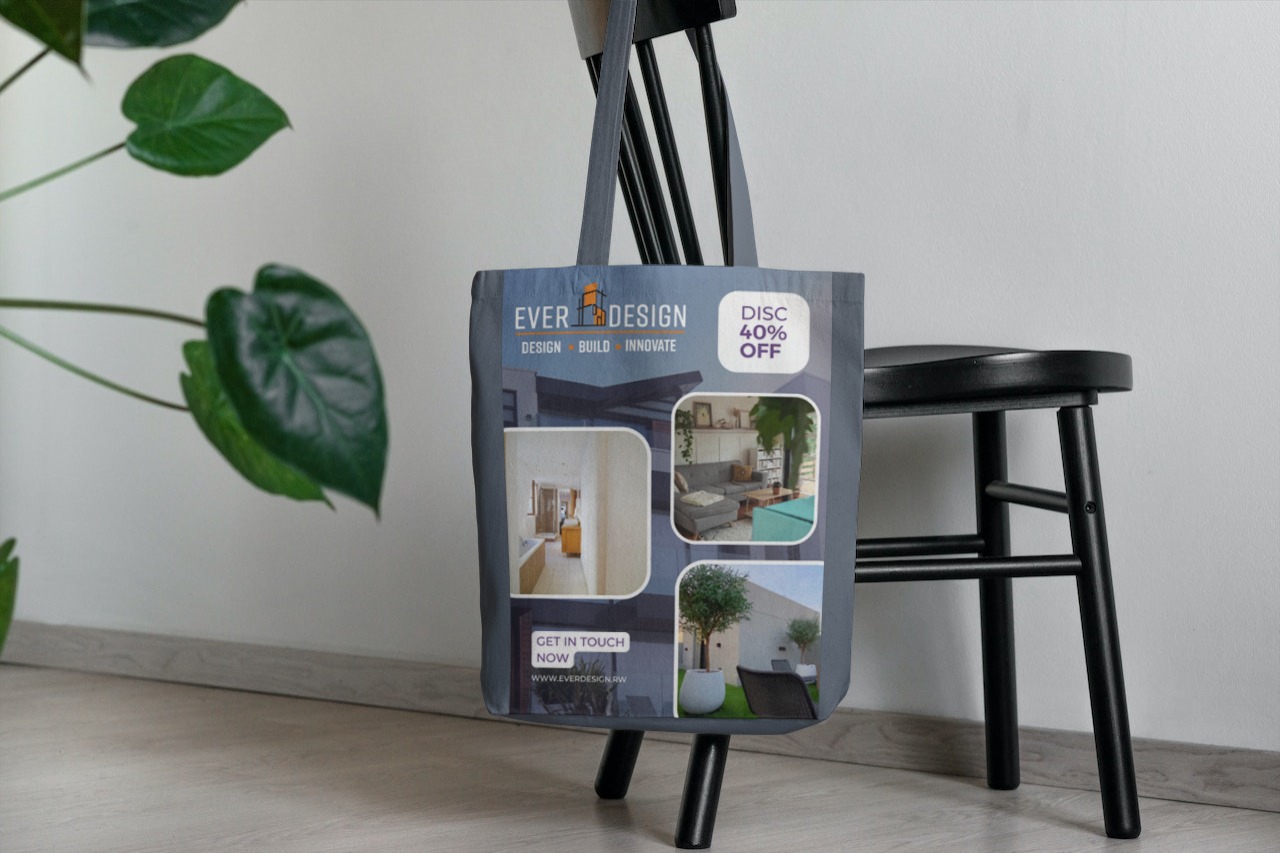 EVER DESIGN
DESIGN • BUILD • INNOVATE
DISC
40%
OFF
GET IN TOUCH
NOW
WWW.EVERDESIGN.RW